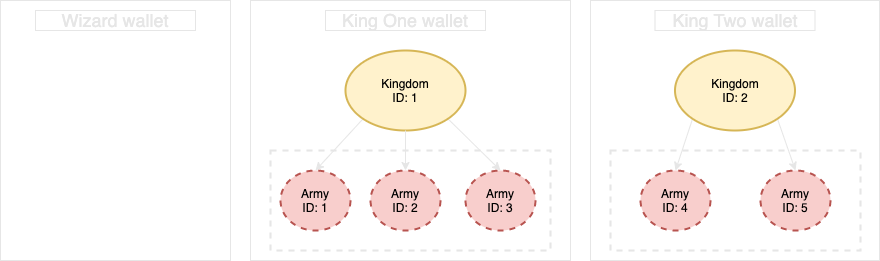 Wizard wallet
King One wallet
King Two wallet
Kingdom
ID: 1
Kingdom
ID: 2
Army
ID: 1
Army
ID: 2
Army
ID: 3
Army
ID: 4
Army
ID: 5